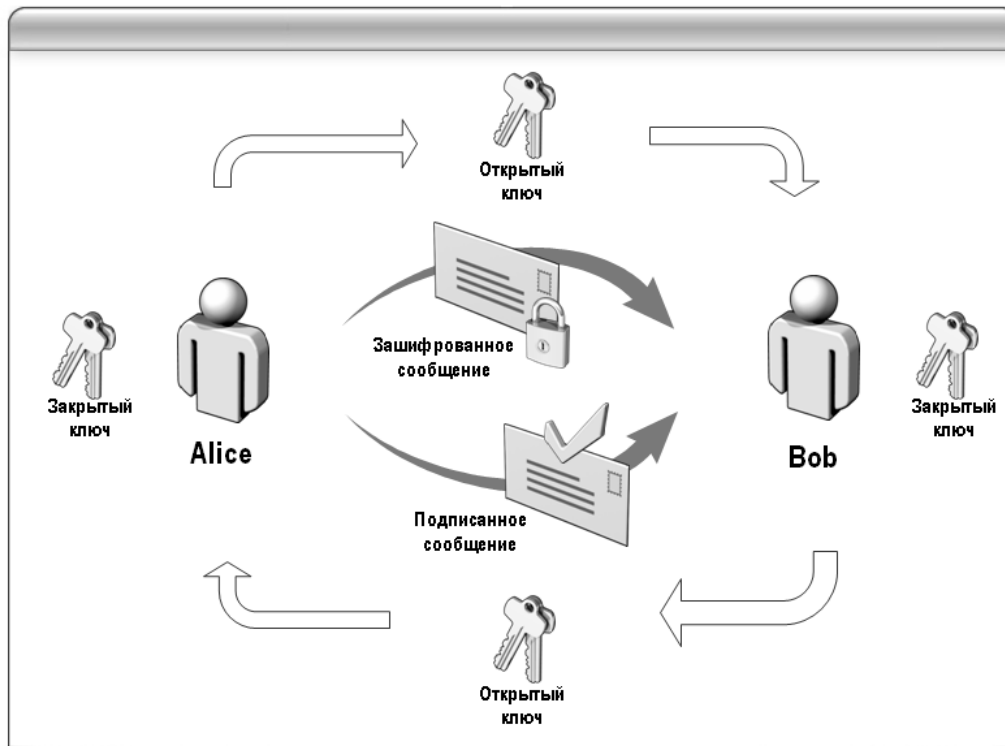 Открытый
ключ
Зашифрованное
сообщение
Закрытый
ключ
Alice
Закрытый
ключ
Bob
Подписанное
сообщение
Открытый
ключ